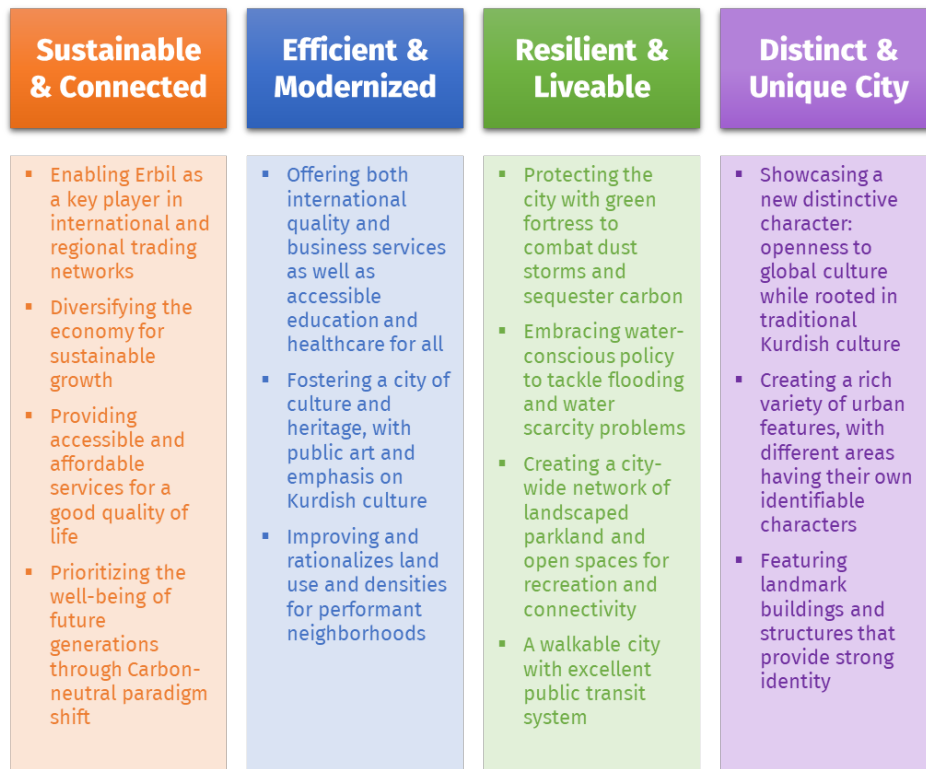 Sustainable
& Connected
▪ Enabling Erbil as
a key player in
international and
regional trading
networks
▪ Diversifying the
economy for
sustainable
growth
▪ Providing
accessible and
affordable
services for a
good quality of
life
▪ Prioritizing the
well-being of
future
generations
through Carbon-
neutral paradigm
shift
Efficient &
Modernized
▪ Offering both
international
quality and
business services
as well as
accessible
education and
healthcare for all
▪ Fostering a city of
culture and
heritage, with
public art and
emphasis on
Kurdish culture
▪ Improving and
rationalizes land
use and densities
for performant
neighborhoods
Resilient &
Liveable
▪ Protecting the
city with green
fortress to
combat dust
storms and
sequester carbon
▪ Embracing water-
conscious policy
to tackle flooding
and water
scarcity problems
▪ Creating a city-
wide network of
landscaped
parkland and
open spaces for
recreation and
connectivity
▪ A walkable city
with excellent
public transit
system
Distinct &
Unique City
▪ Showcasing a
new distinctive
character:
openness to
global culture
while rooted in
traditional
Kurdish culture
▪ Creating a rich
variety of urban
features, with
different areas
having their own
identifiable
characters
▪ Featuring
landmark
buildings and
structures that
provide strong
identity